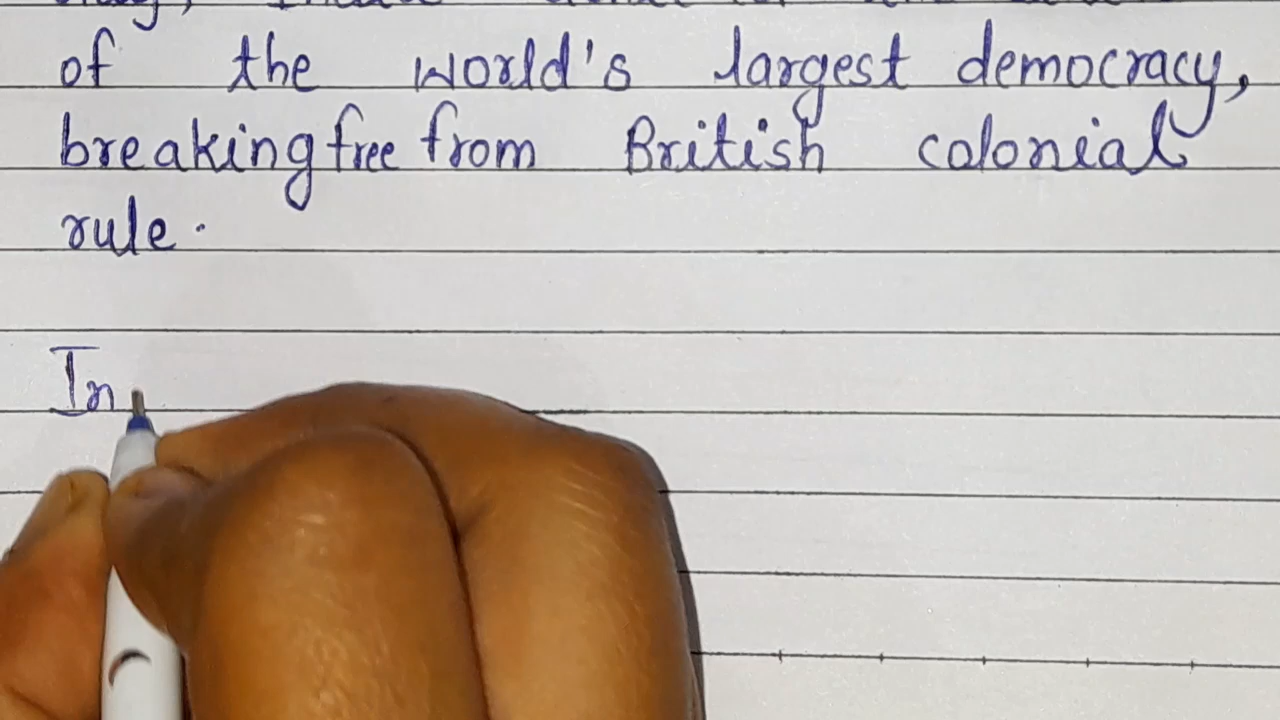 of the world's largest democracy,
breaking free from British colonial
rule.
In